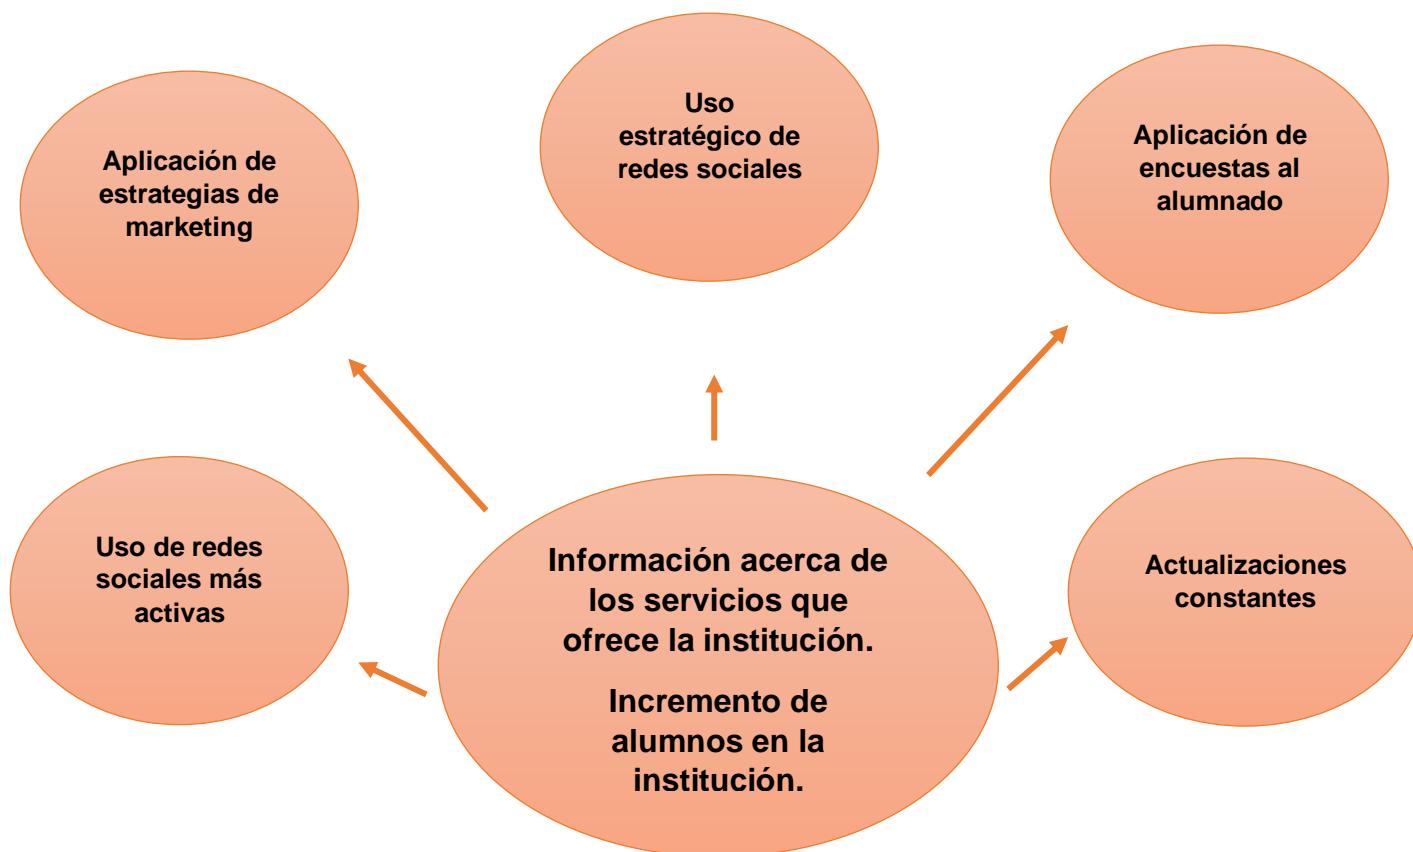 Uso
estratégico de
redes sociales
Aplicación de
estrategias de
marketing
Aplicación de
encuestas al
alumnado
Uso de redes
sociales más
activas
Información acerca de
los servicios que
ofrece la institución.
Incremento de
alumnos en la
institución.
Actualizaciones
constantes